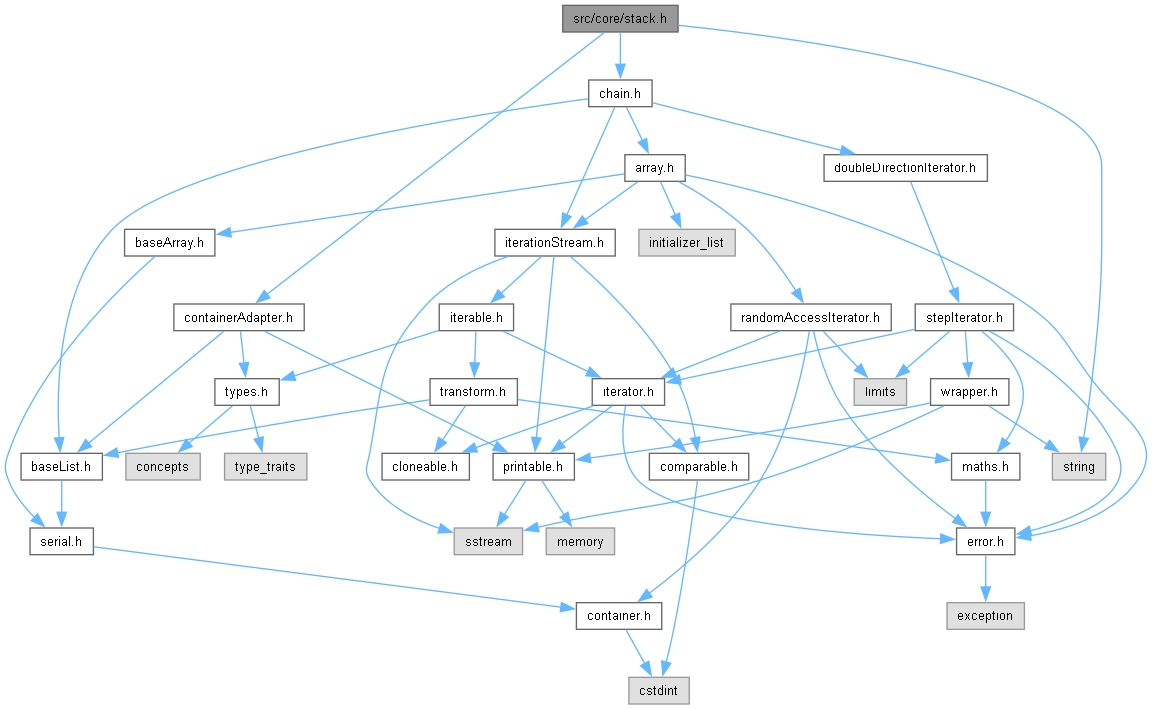 src/core/stack.h
chain.h
array.h
doubleDirectionIterator.h
baseArray.h
iterationStream.h
initializer_list
containerAdapter.h
iterable.h
randomAccessIterator.h
stepIterator.h
types.h
transform.h
iterator.h
limits
wrapper.h
baseList.h
concepts
type_traits
cloneable.h
printable.h
comparable.h
maths.h
string
serial.h
sstream
memory
error.h
container.h
exception
cstdint